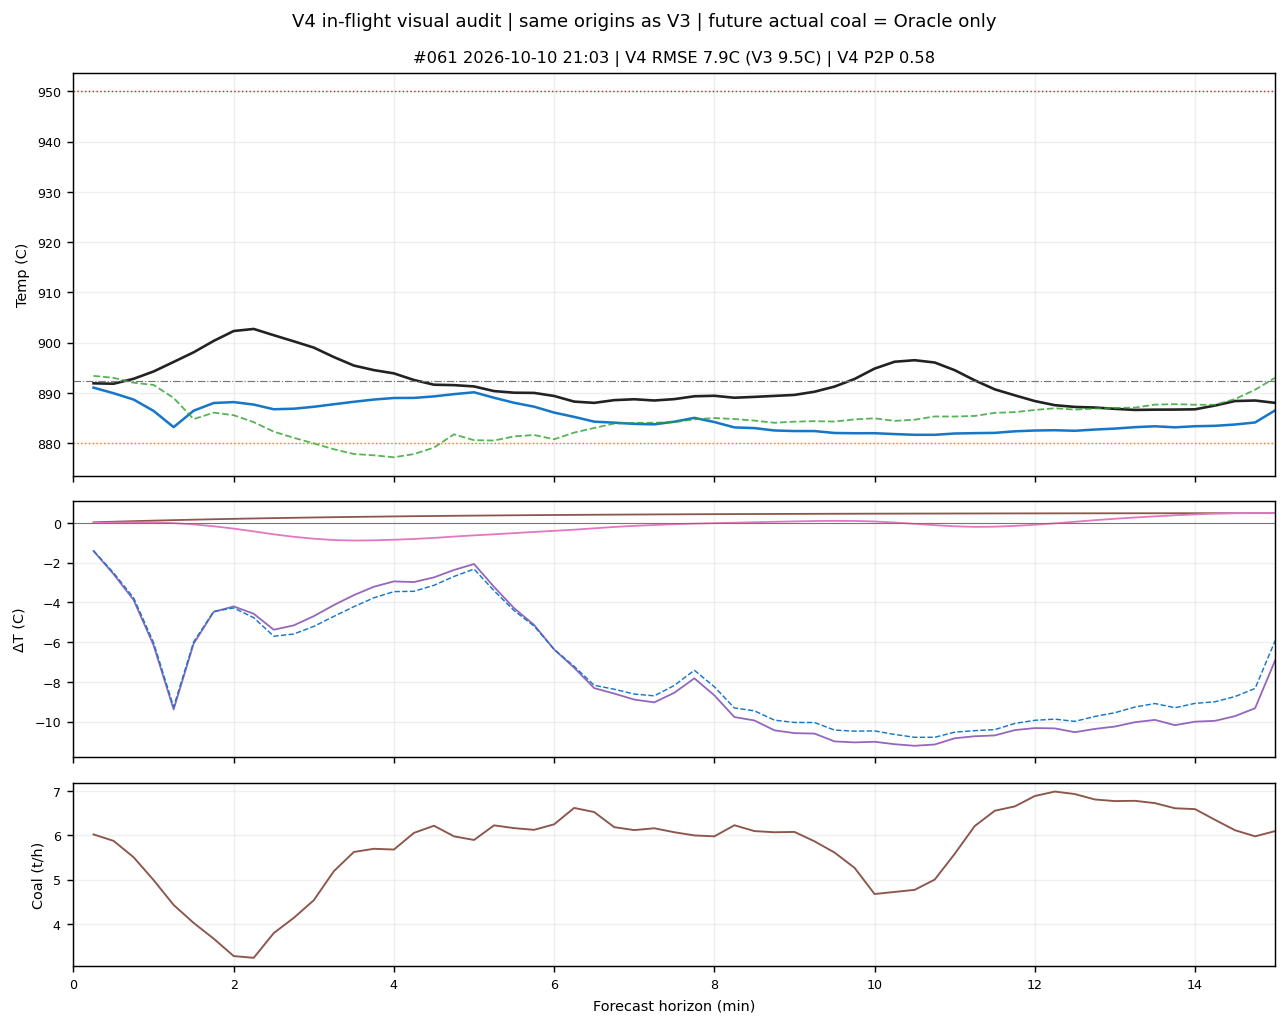 V4 in-flight visual audit | same origins as V3 | future actual coal = Oracle only
#061 2026-10-10 21:03 | V4 RMSE 7.9C (V3 9.5C) | V4 P2P 0.58
950
940
930
920
910
900
890
880
Temp (C)
0
−2
−4
−6
−8
−10
ΔT (C)
7
6
5
4
Coal (t/h)
0 2 4 6 8 10 12 14
Forecast horizon (min)